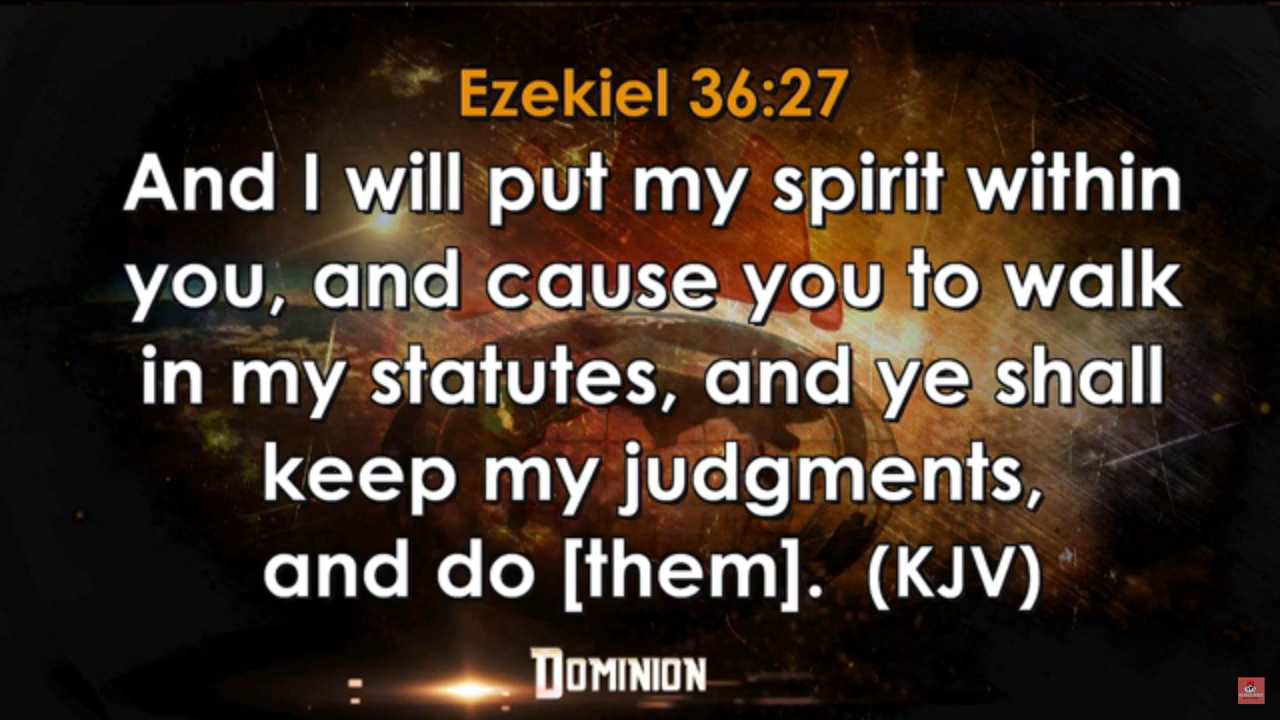 Ezekiel 36:27
And I will put my spirit within
you, and cause you to walk
in my statutes, and ye shall
keep my judgments,
and do [them]. (KJV)
DOMINION